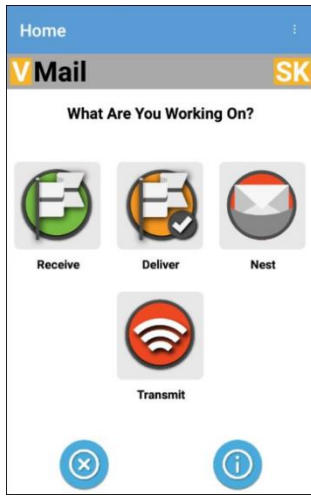 Home
VMail SK
What Are You Working On?
Receive Deliver Nest
Transmit